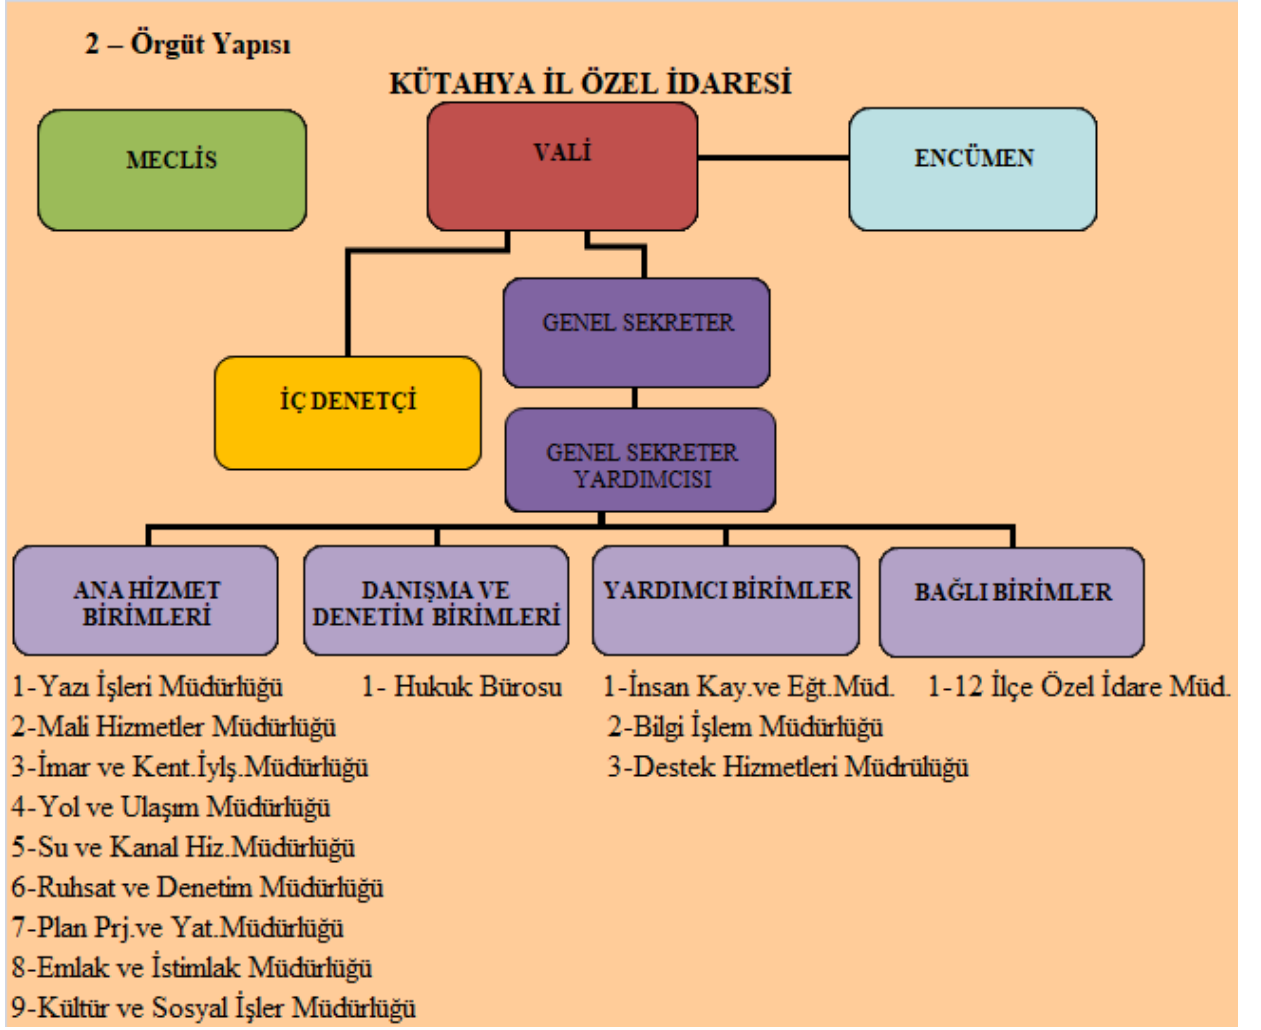 2 – Örgüt Yapısı
KÜTAHYA İL ÖZEL İDARESİ
MECLİS
VALİ
ENCÜMEN
GENEL SEKRETER
İÇ DENETÇİ
GENEL SEKRETER
YARDIMCISI
ANA HİZMET
BİRİMLERİ
DANIŞMA VE
DENETİM BİRİMLERİ
YARDIMCI BİRİMLER
BAĞLI BİRİMLER
1-Yazı İşleri Müdürlüğü
2-Mali Hizmetler Müdürlüğü
3-İmar ve Kent.İylş.Müdürlüğü
4-Yol ve Ulaşım Müdürlüğü
5-Su ve Kanal Hiz.Müdürlüğü
6-Ruhsat ve Denetim Müdürlüğü
7-Plan Prj.ve Yat.Müdürlüğü
8-Emlak ve İstimlak Müdürlüğü
9-Kültür ve Sosyal İşler Müdürlüğü
1- Hukuk Bürosu
1-İnsan Kay.ve Eğt.Müd.
2-Bilgi İşlem Müdürlüğü
3-Destek Hizmetleri Müdrülüğü
1-12 İlçe Özel İdare Müd.